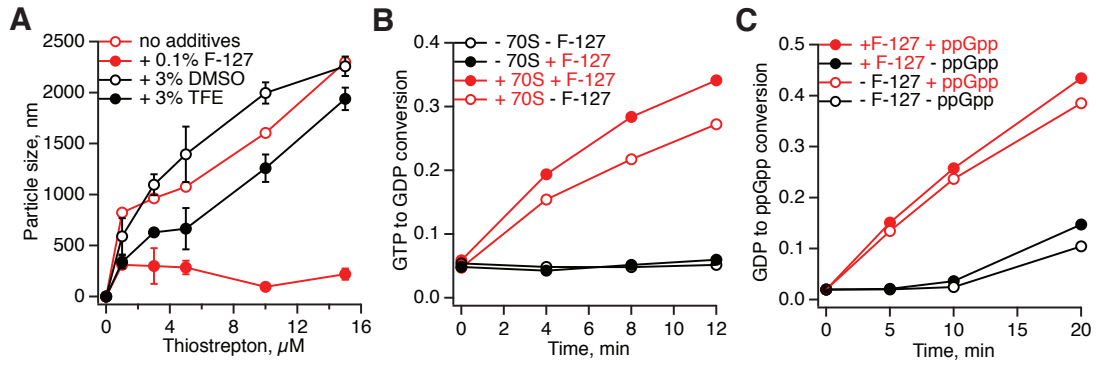 A
Particle size, nm
2500
2000
1500
1000
500
0
no additives
+ 0.1% F-127
+ 3% DMSO
+ 3% TFE
0 4 8 12 16
Thiostrepton, µM
B
GTP to GDP conversion
0.4
0.3
0.2
0.1
0.0
- 70S - F-127
- 70S + F-127
+ 70S + F-127
+ 70S - F-127
0 2 4 6 8 10 12
Time, min
C
GDP to ppGpp conversion
0.5
0.4
0.3
0.2
0.1
0.0
+F-127 + ppGpp
+ F-127 - ppGpp
- F-127 + ppGpp
- F-127 - ppGpp
0 5 10 15 20
Time, min